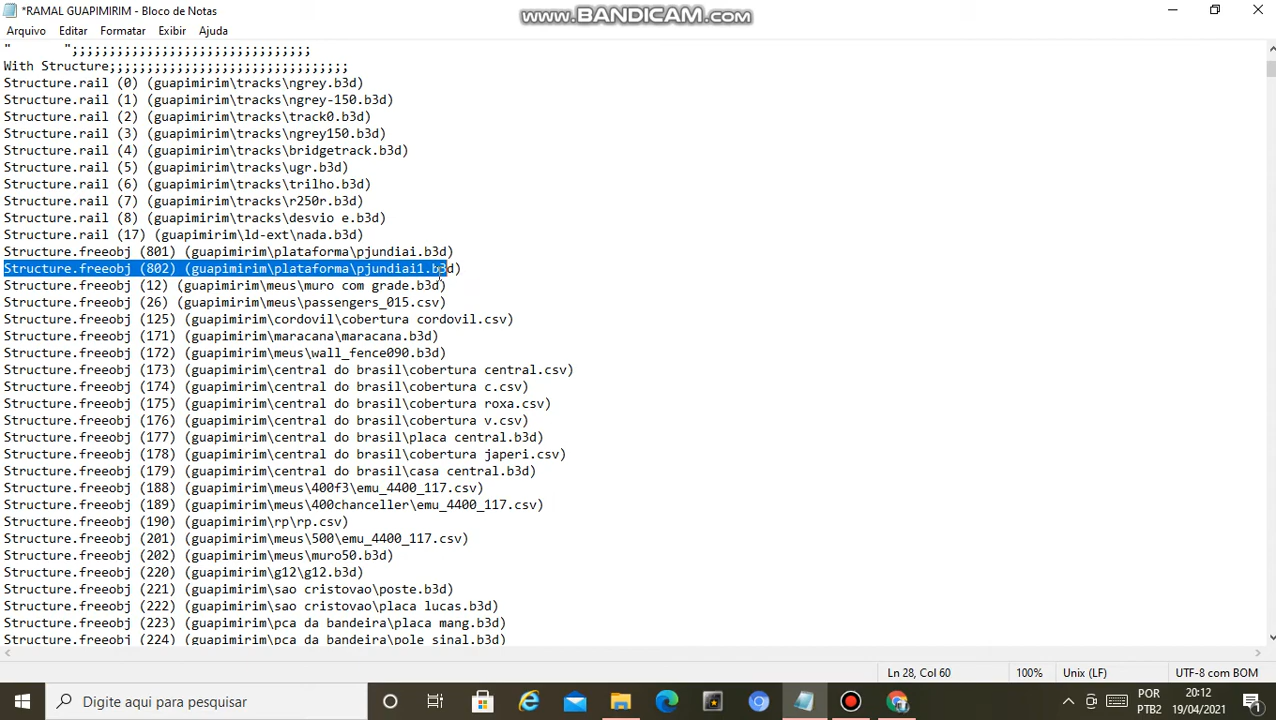 *RAMAL GUAPIMIRIM - Bloco de Notas
www.BANDICAM.com
Arquivo Editar Formatar Exibir Ajuda
"       ";;;;;;;;;;;;;;;;;;;;;;;;;;;;;;;;
With Structure;;;;;;;;;;;;;;;;;;;;;;;;;;;;;;;;
Structure.rail (0) (guapimirim\tracks\ngrey.b3d)
Structure.rail (1) (guapimirim\tracks\ngrey-150.b3d)
Structure.rail (2) (guapimirim\tracks\track0.b3d)
Structure.rail (3) (guapimirim\tracks\ngrey150.b3d)
Structure.rail (4) (guapimirim\tracks\bridgetrack.b3d)
Structure.rail (5) (guapimirim\tracks\ugr.b3d)
Structure.rail (6) (guapimirim\tracks\trilho.b3d)
Structure.rail (7) (guapimirim\tracks\r250r.b3d)
Structure.rail (8) (guapimirim\tracks\desvio e.b3d)
Structure.rail (17) (guapimirim\ld-ext\nada.b3d)
Structure.freeobj (801) (guapimirim\plataforma\pjundiai.b3d)
Structure.freeobj (802) (guapimirim\plataforma\pjundiai1.b3d)
Structure.freeobj (12) (guapimirim\meus\muro com grade.b3d)
Structure.freeobj (26) (guapimirim\meus\passengers_015.csv)
Structure.freeobj (125) (guapimirim\cordovil\cobertura cordovil.csv)
Structure.freeobj (171) (guapimirim\maracana\maracana.b3d)
Structure.freeobj (172) (guapimirim\meus\wall_fence090.b3d)
Structure.freeobj (173) (guapimirim\central do brasil\cobertura central.csv)
Structure.freeobj (174) (guapimirim\central do brasil\cobertura c.csv)
Structure.freeobj (175) (guapimirim\central do brasil\cobertura roxa.csv)
Structure.freeobj (176) (guapimirim\central do brasil\cobertura v.csv)
Structure.freeobj (177) (guapimirim\central do brasil\placa central.b3d)
Structure.freeobj (178) (guapimirim\central do brasil\cobertura japeri.csv)
Structure.freeobj (179) (guapimirim\central do brasil\casa central.b3d)
Structure.freeobj (188) (guapimirim\meus\400f3\emu_4400_117.csv)
Structure.freeobj (189) (guapimirim\meus\400chanceller\emu_4400_117.csv)
Structure.freeobj (190) (guapimirim\rp\rp.csv)
Structure.freeobj (201) (guapimirim\meus\500\emu_4400_117.csv)
Structure.freeobj (202) (guapimirim\meus\muro50.b3d)
Structure.freeobj (220) (guapimirim\g12\g12.b3d)
Structure.freeobj (221) (guapimirim\sao cristovao\poste.b3d)
Structure.freeobj (222) (guapimirim\sao cristovao\placa lucas.b3d)
Structure.freeobj (223) (guapimirim\pca da bandeira\placa mang.b3d)
Structure.freeobj (224) (guapimirim\pca da bandeira\pole sinal.b3d)
Ln 28, Col 60 100% Unix (LF) UTF-8 com BOM
Digite aqui para pesquisar
POR
PTB2
20:12
19/04/2021